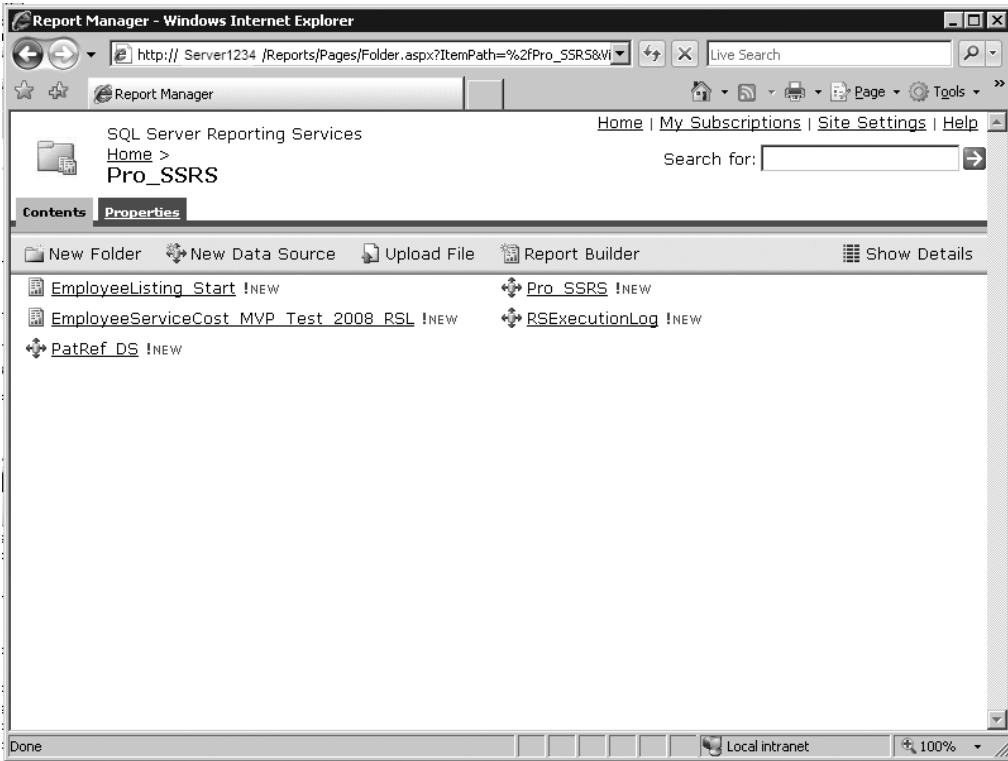 Report Manager - Windows Internet Explorer
http:// Server1234 /Reports/Pages/Folder.aspx?ItemPath=%2fPro_SSRS&Vi
Live Search
Report Manager
Page
Tools
»
SQL Server Reporting Services
Home | My Subscriptions | Site Settings | Help
Home >
Pro_SSRS
Search for:
Contents
Properties
New Folder
New Data Source
Upload File
Report Builder
Show Details
EmployeeListing_Start !NEW
Pro_SSRS !NEW
EmployeeServiceCost_MVP_Test_2008_RSL !NEW
RSExecutionLog !NEW
PatRef_DS !NEW
Done
Local intranet
100%